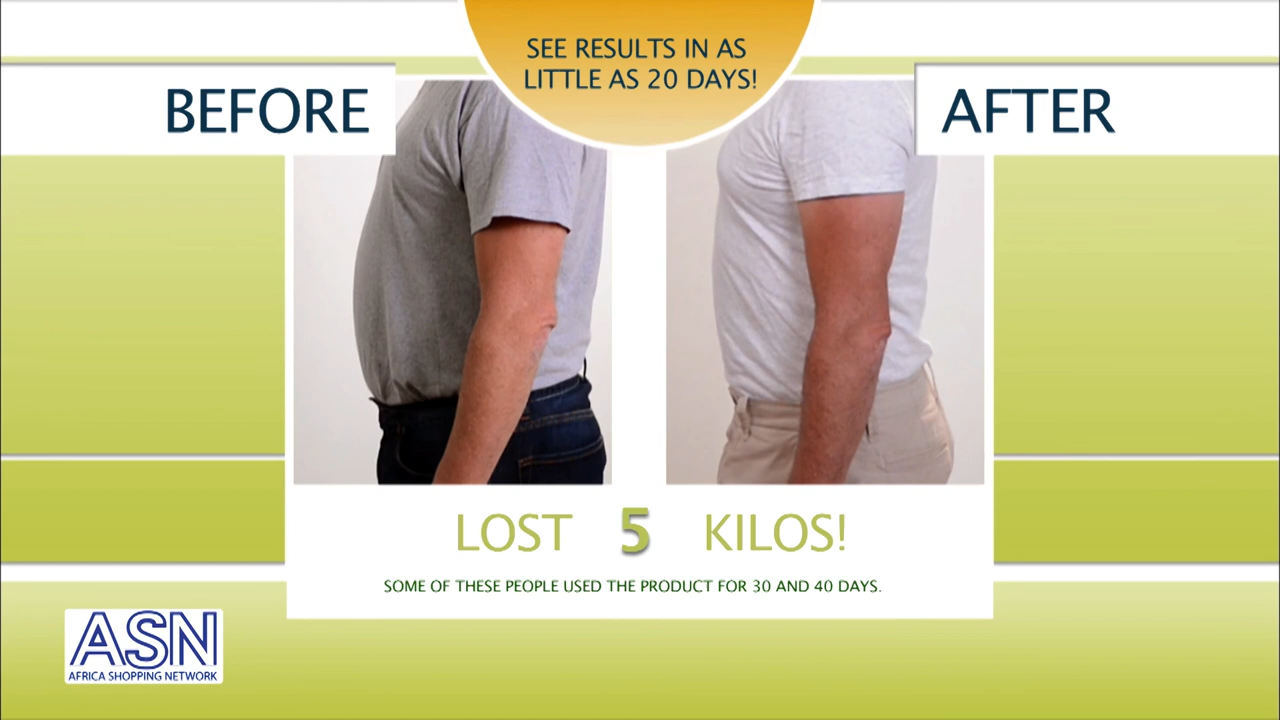 SEE RESULTS IN AS
LITTLE AS 20 DAYS!
BEFORE
AFTER
LOST 5 KILOS!
SOME OF THESE PEOPLE USED THE PRODUCT FOR 30 AND 40 DAYS.
ASN
AFRICA SHOPPING NETWORK